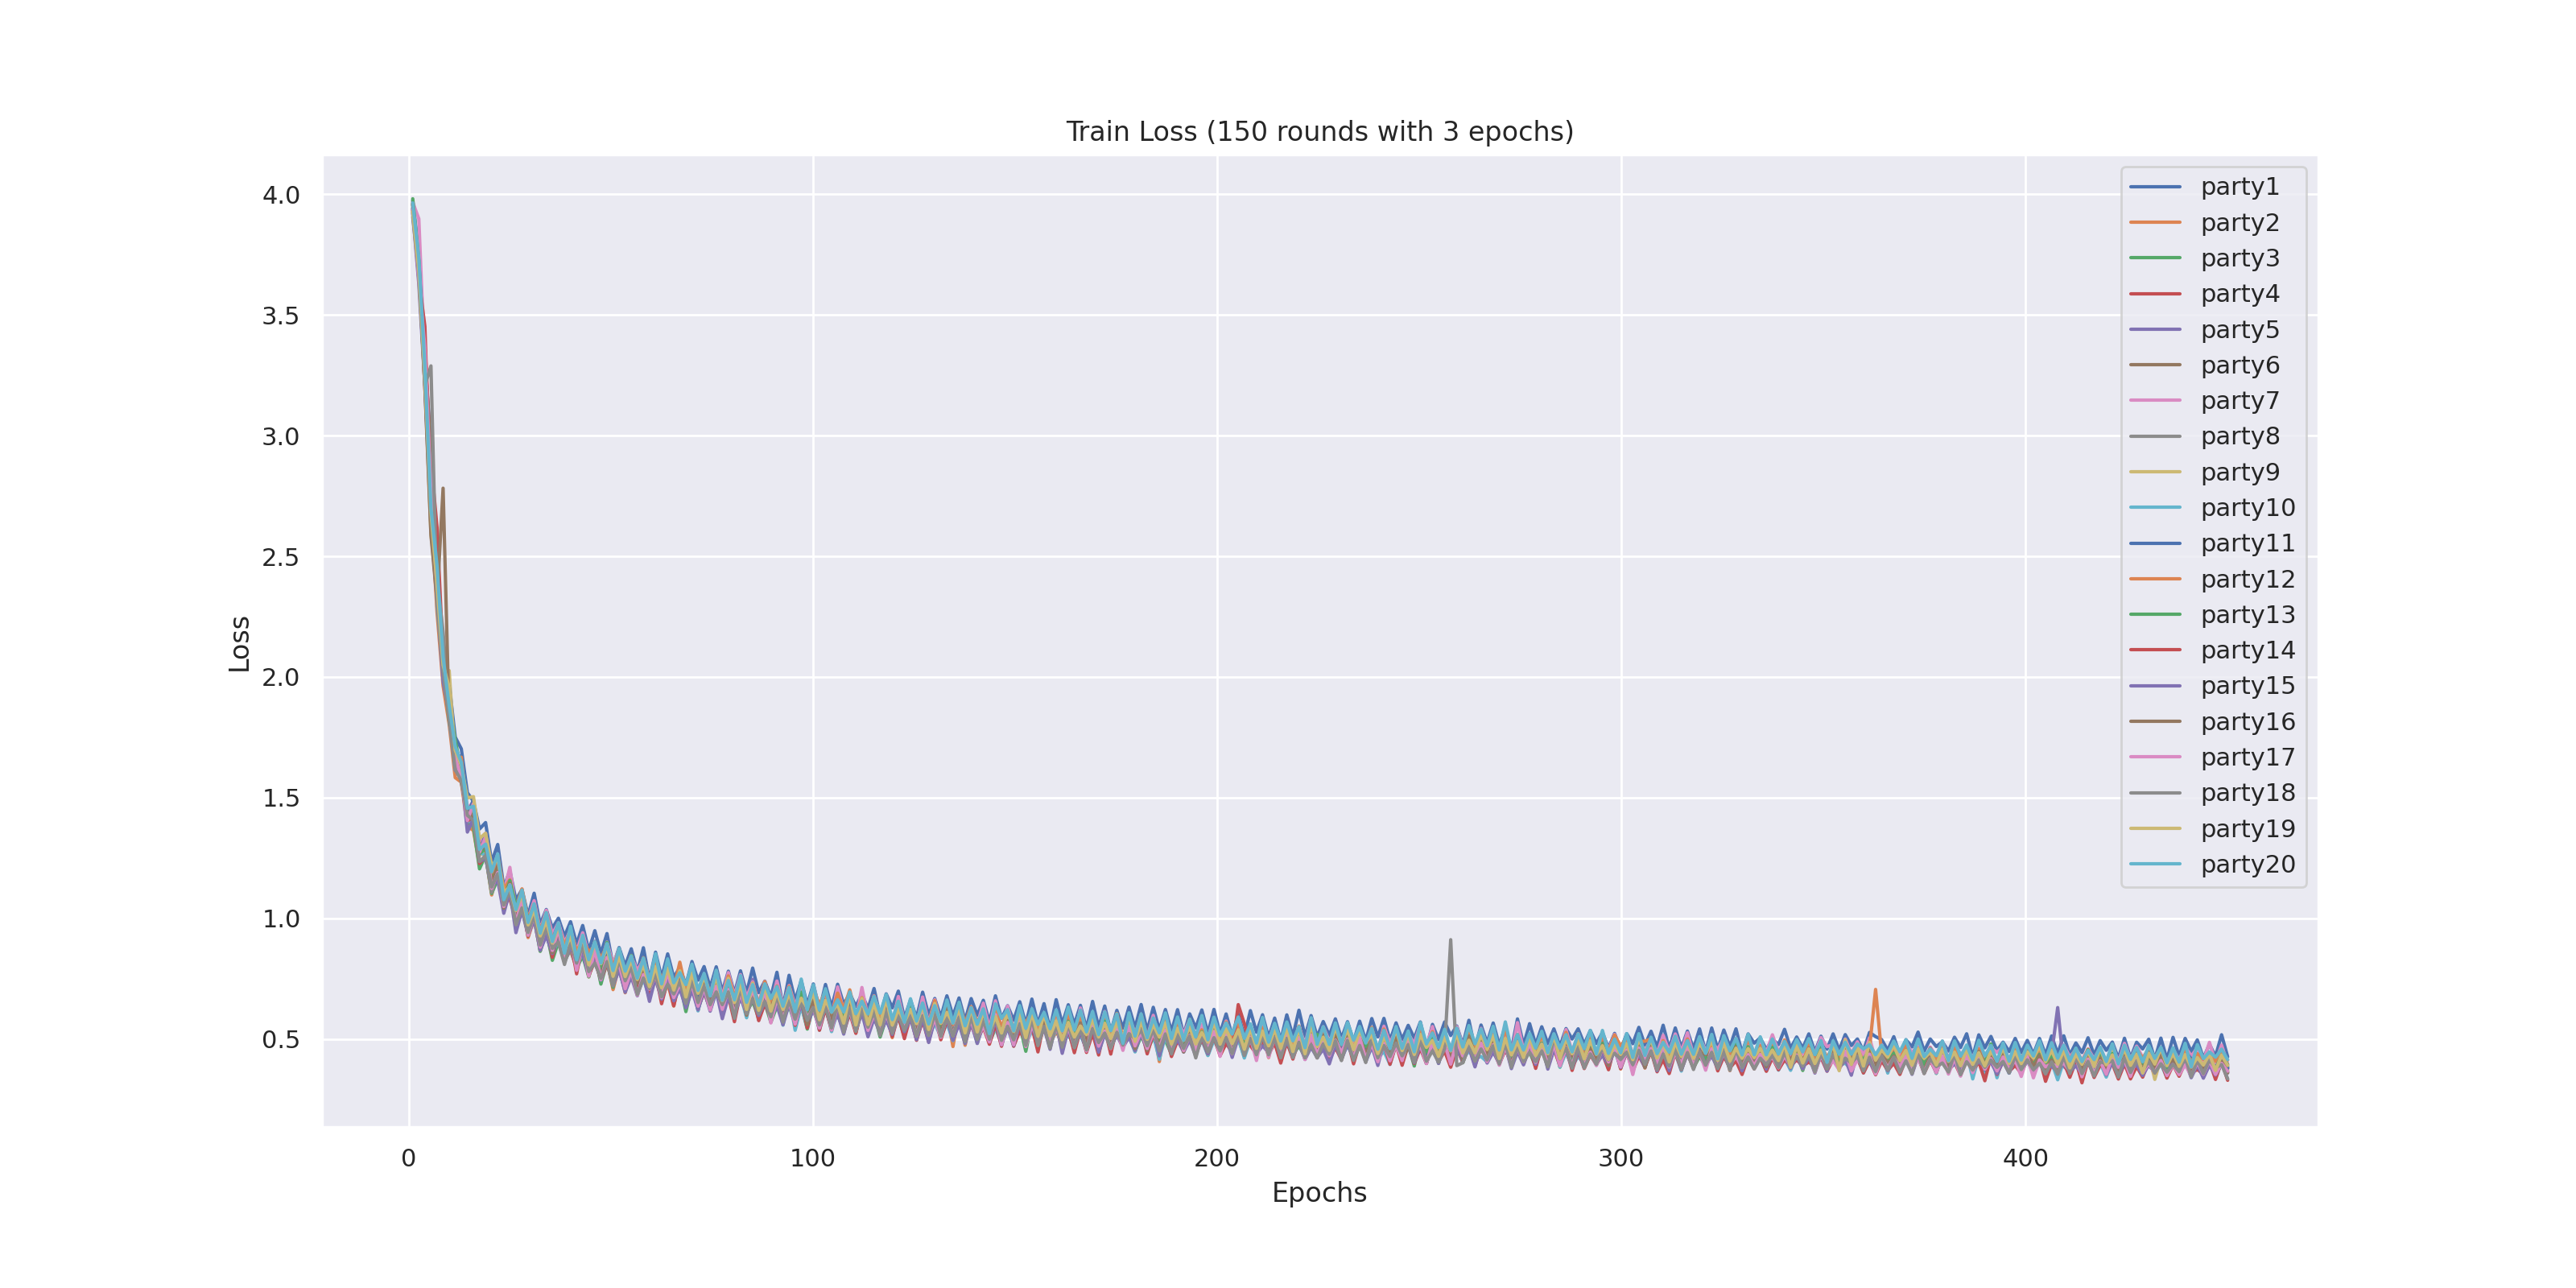 Train Loss (150 rounds with 3 epochs)
4.0
3.5
3.0
2.5
2.0
1.5
1.0
0.5
Loss
0 100 200 300 400
Epochs
party1
party2
party3
party4
party5
party6
party7
party8
party9
party10
party11
party12
party13
party14
party15
party16
party17
party18
party19
party20